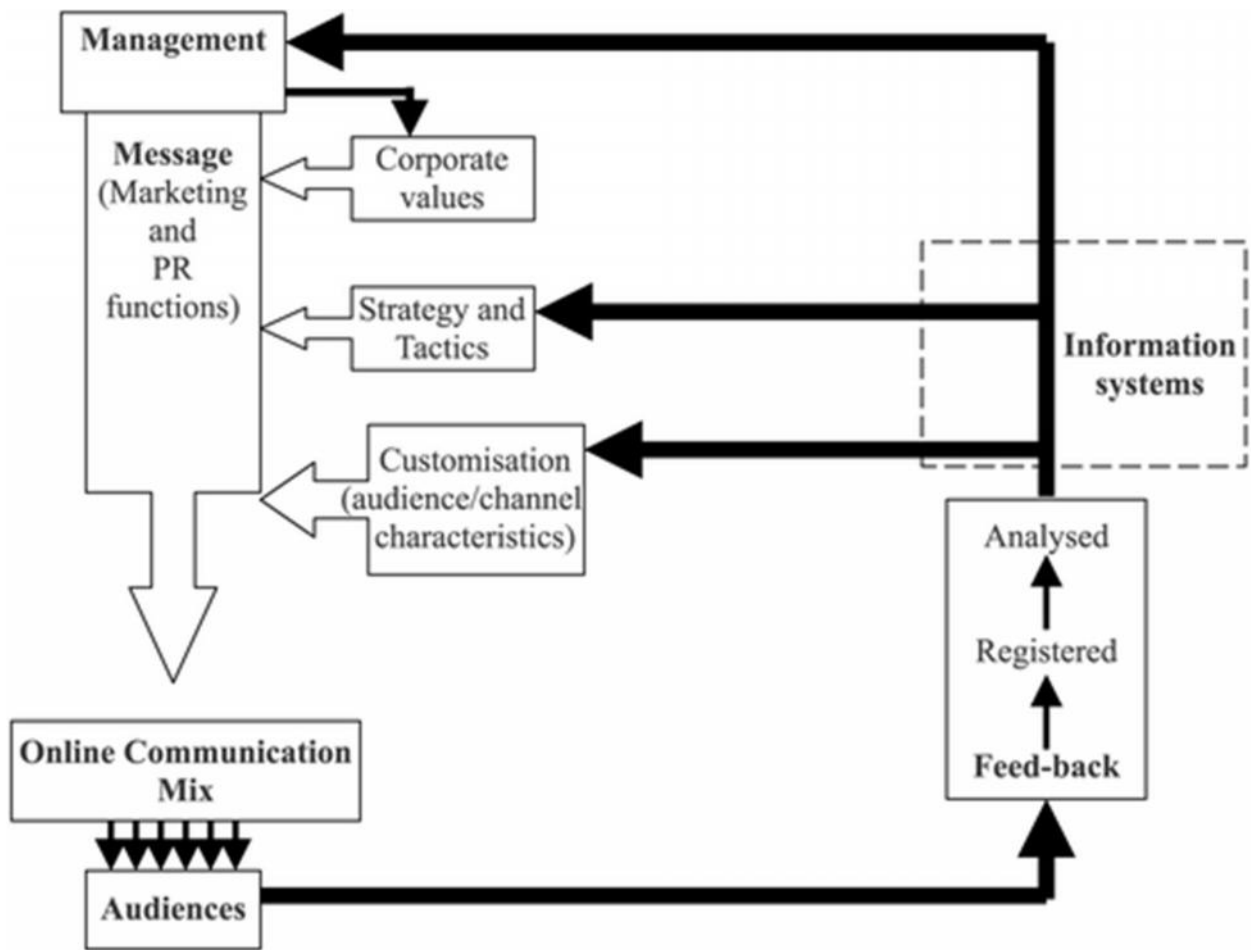 Management
Message
(Marketing
and
PR
functions)
Corporate
values
Strategy and
Tactics
Customisation
(audience/channel
characteristics)
Information
systems
Analysed
Registered
Feed-back
Online Communication
Mix
Audiences